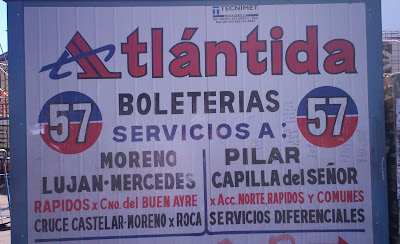 TECNIMET
Atlántida
57 BOLETERIAS 57
SERVICIOS A:
MORENO
LUJAN-MERCEDES
RAPIDOS x Cno. del BUEN AYRE
CRUCE CASTELAR-MORENO x ROCA
PILAR
CAPILLA del SEÑOR
x Acc. NORTE, RAPIDOS Y COMUNES
SERVICIOS DIFERENCIALES